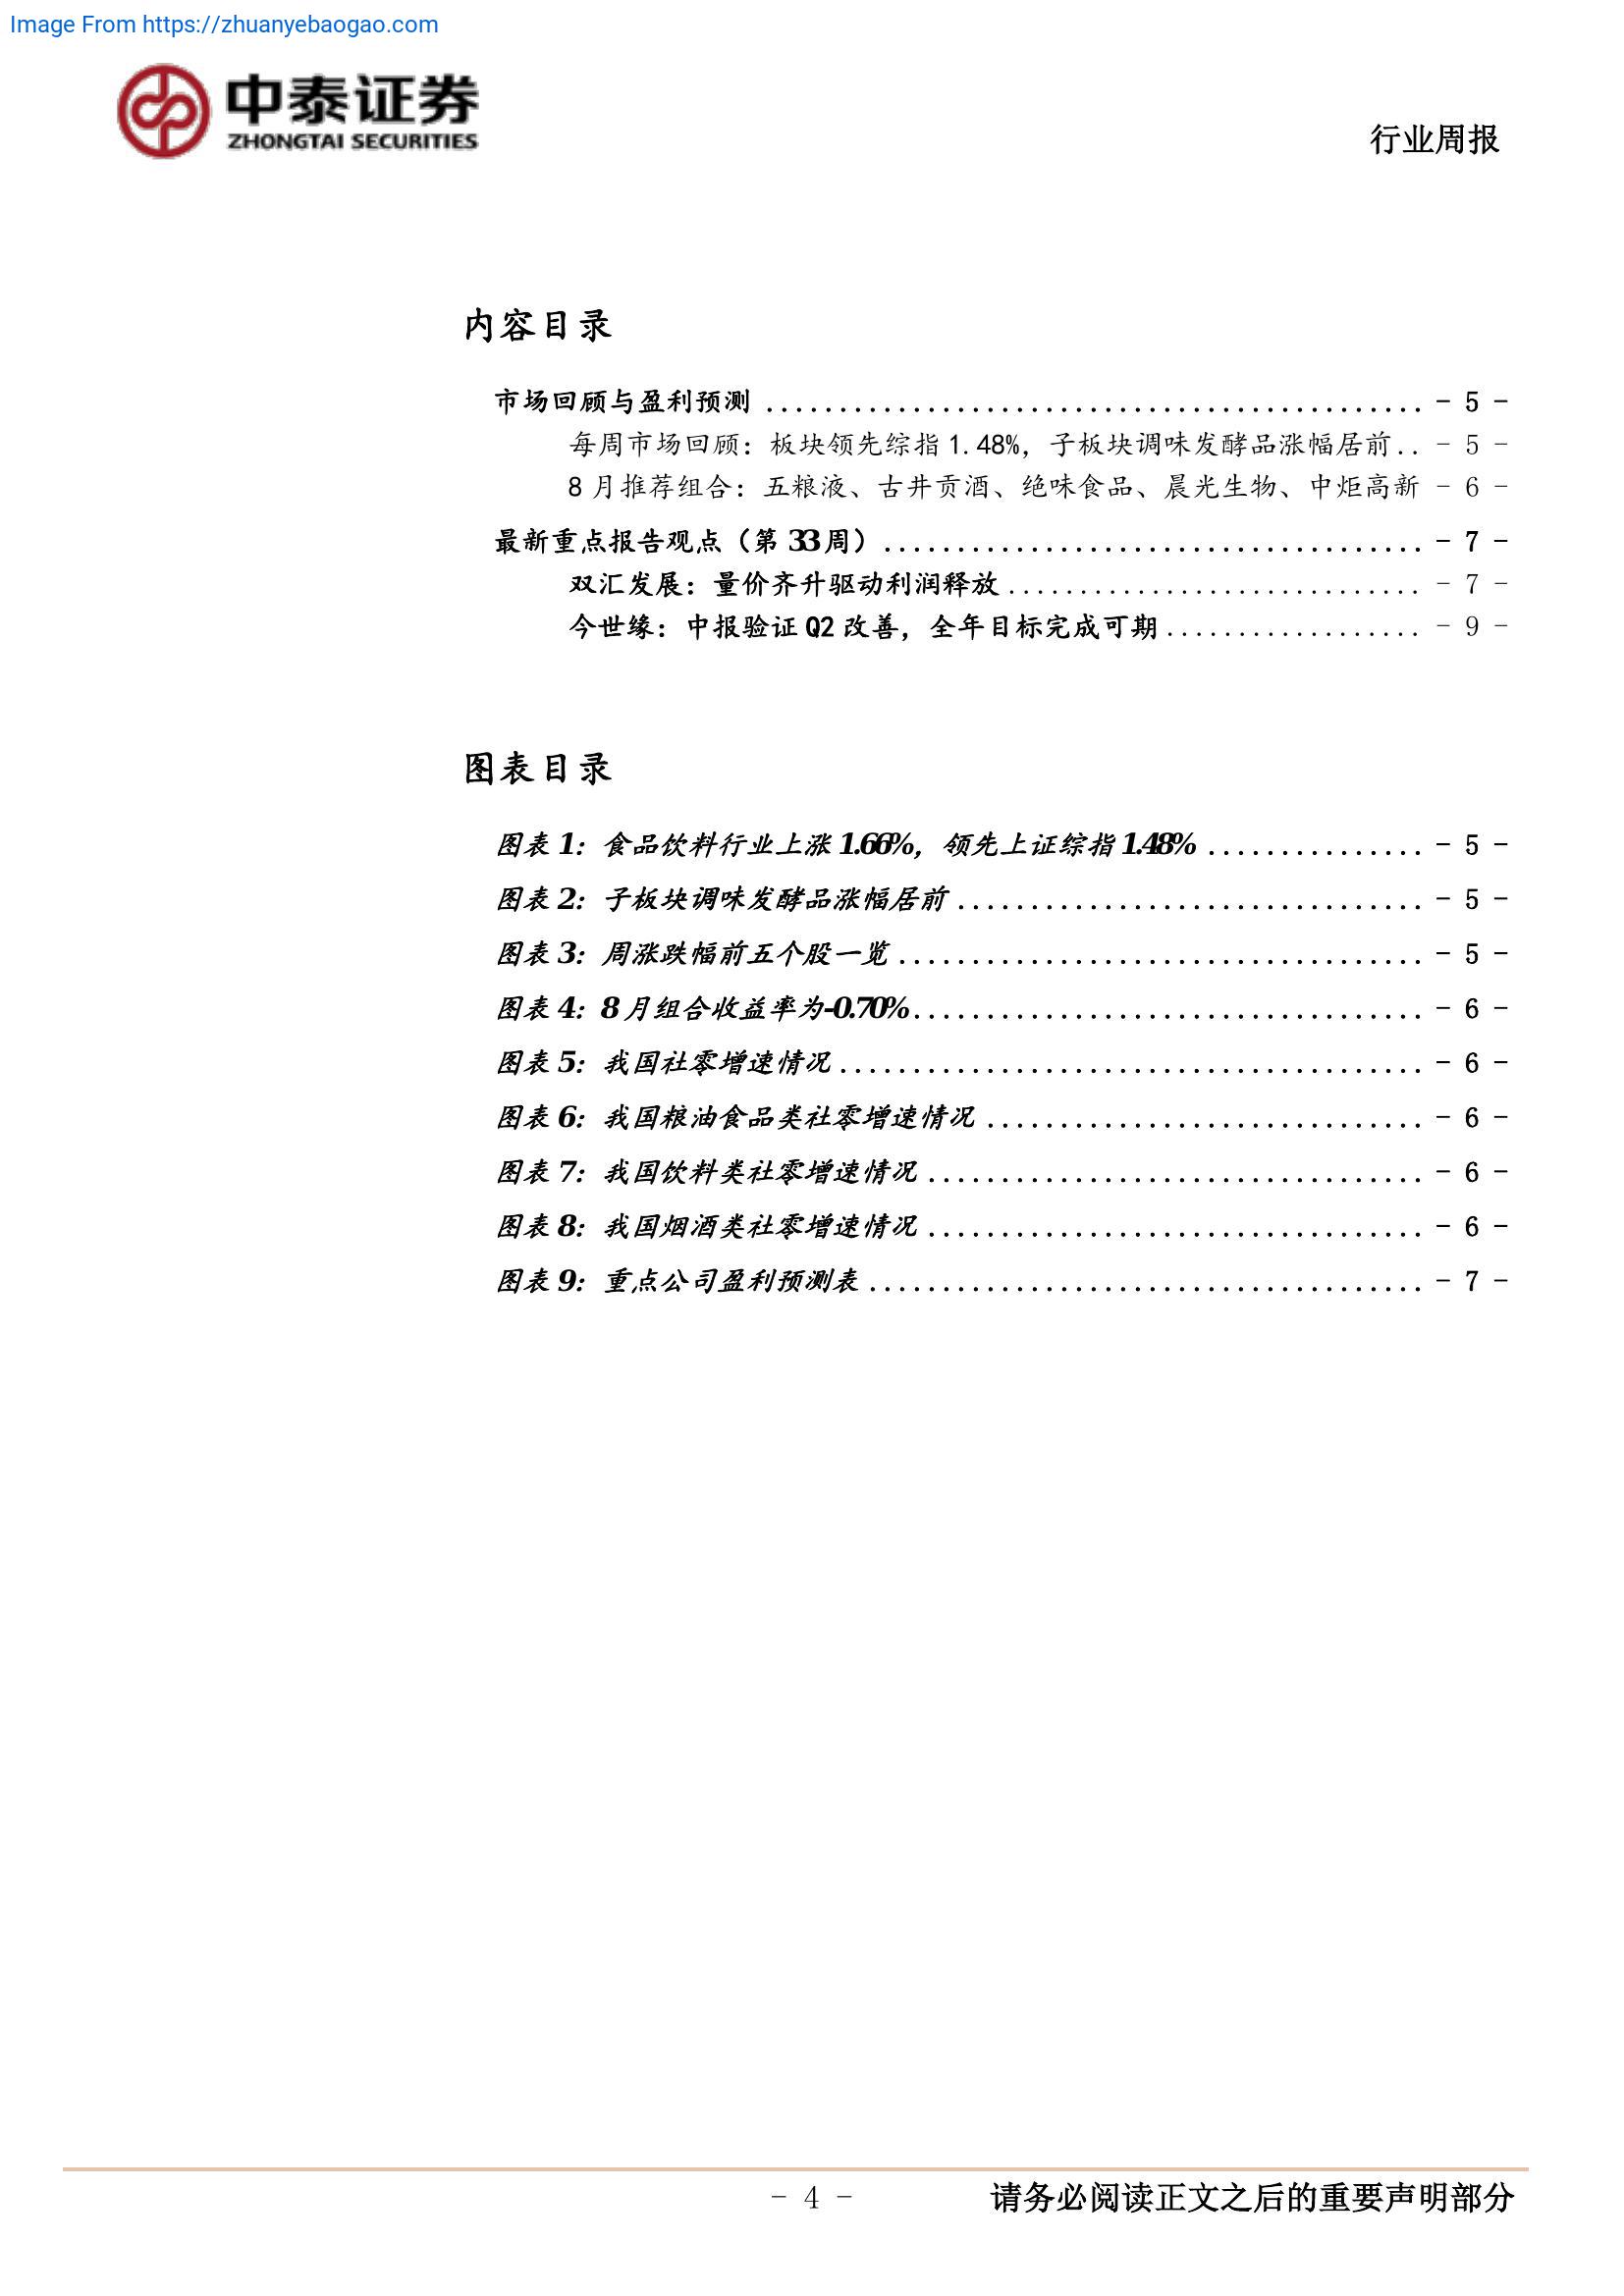 Image From https://zhuanyebaogao.com
中泰证券
ZHONGTAI SECURITIES
行业周报
内容目录
市场回顾与盈利预测 ............................................. - 5 -
每周市场回顾：板块领先综指 1.48%，子板块调味发酵品涨幅居前.. - 5 -
8 月推荐组合：五粮液、古井贡酒、绝味食品、晨光生物、中炬高新 - 6 -
最新重点报告观点（第 33 周）..................................... - 7 -
双汇发展：量价齐升驱动利润释放 ............................. - 7 -
今世缘：中报验证 Q2 改善，全年目标完成可期.................. - 9 -
图表目录
图表 1：食品饮料行业上涨 1.66%，领先上证综指 1.48% ............... - 5 -
图表 2：子板块调味发酵品涨幅居前 ................................ - 5 -
图表 3：周涨跌幅前五个股一览 .................................... - 5 -
图表 4：8 月组合收益率为-0.70%................................... - 6 -
图表 5：我国社零增速情况 ........................................ - 6 -
图表 6：我国粮油食品类社零增速情况 .............................. - 6 -
图表 7：我国饮料类社零增速情况 .................................. - 6 -
图表 8：我国烟酒类社零增速情况 .................................. - 6 -
图表 9：重点公司盈利预测表 ...................................... - 7 -
- 4 -
请务必阅读正文之后的重要声明部分